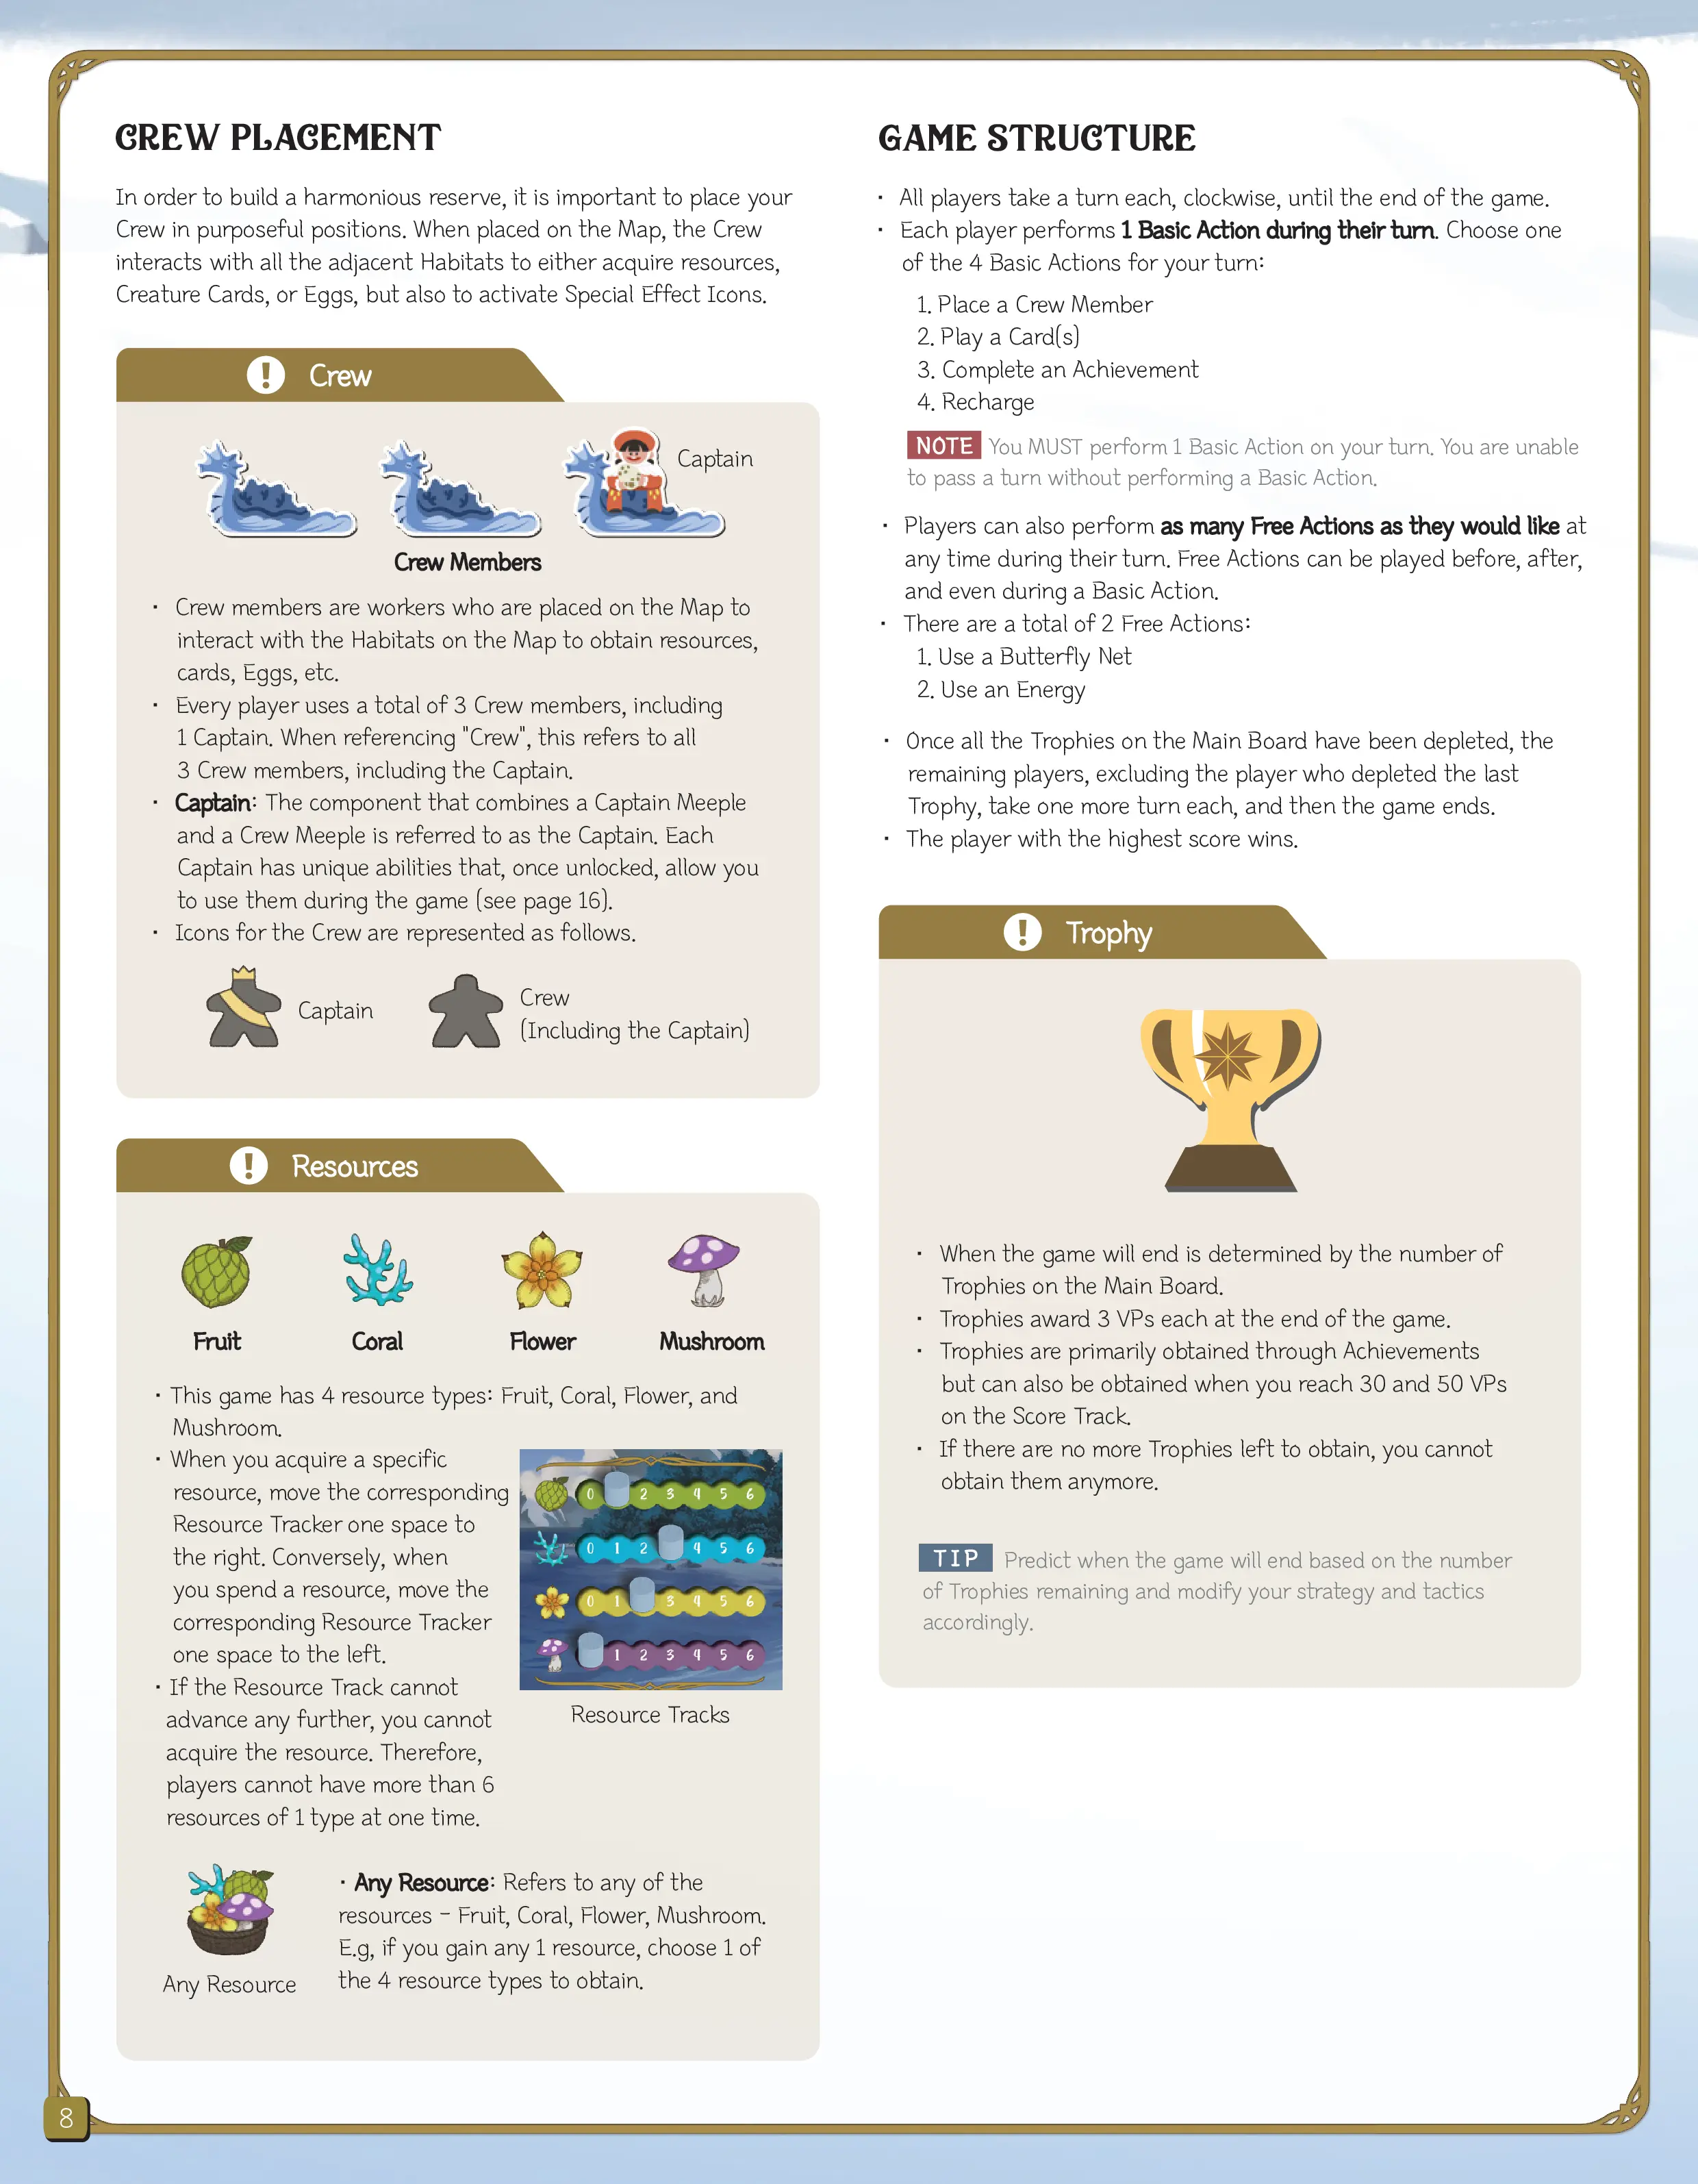 CREW PLACEMENT
In order to build a harmonious reserve, it is important to place your
Crew in purposeful positions. When placed on the Map, the Crew
interacts with all the adjacent Habitats to either acquire resources,
Creature Cards, or Eggs, but also to activate Special Effect Icons.
! Crew
Captain
Crew Members
• Crew members are workers who are placed on the Map to
interact with the Habitats on the Map to obtain resources,
cards, Eggs, etc.
• Every player uses a total of 3 Crew members, including
1 Captain. When referencing "Crew", this refers to all
3 Crew members, including the Captain.
• Captain: The component that combines a Captain Meeple
and a Crew Meeple is referred to as the Captain. Each
Captain has unique abilities that, once unlocked, allow you
to use them during the game (see page 16).
• Icons for the Crew are represented as follows.
Captain
Crew
(Including the Captain)
! Resources
Fruit Coral Flower Mushroom
• This game has 4 resource types: Fruit, Coral, Flower, and
Mushroom.
• When you acquire a specific
resource, move the corresponding
Resource Tracker one space to
the right. Conversely, when
you spend a resource, move the
corresponding Resource Tracker
one space to the left.
• If the Resource Track cannot
advance any further, you cannot
acquire the resource. Therefore,
players cannot have more than 6
resources of 1 type at one time.
0 2 3 4 5 6
0 1 2 4 5 6
0 1 3 4 5 6
1 2 3 4 5 6
Resource Tracks
Any Resource
• Any Resource: Refers to any of the
resources - Fruit, Coral, Flower, Mushroom.
E.g, if you gain any 1 resource, choose 1 of
the 4 resource types to obtain.
GAME STRUCTURE
• All players take a turn each, clockwise, until the end of the game.
• Each player performs 1 Basic Action during their turn. Choose one
of the 4 Basic Actions for your turn:
1. Place a Crew Member
2. Play a Card(s)
3. Complete an Achievement
4. Recharge
NOTE You MUST perform 1 Basic Action on your turn. You are unable
to pass a turn without performing a Basic Action.
• Players can also perform as many Free Actions as they would like at
any time during their turn. Free Actions can be played before, after,
and even during a Basic Action.
• There are a total of 2 Free Actions:
1. Use a Butterfly Net
2. Use an Energy
• Once all the Trophies on the Main Board have been depleted, the
remaining players, excluding the player who depleted the last
Trophy, take one more turn each, and then the game ends.
• The player with the highest score wins.
! Trophy
• When the game will end is determined by the number of
Trophies on the Main Board.
• Trophies award 3 VPs each at the end of the game.
• Trophies are primarily obtained through Achievements
but can also be obtained when you reach 30 and 50 VPs
on the Score Track.
• If there are no more Trophies left to obtain, you cannot
obtain them anymore.
TIP Predict when the game will end based on the number
of Trophies remaining and modify your strategy and tactics
accordingly.
8